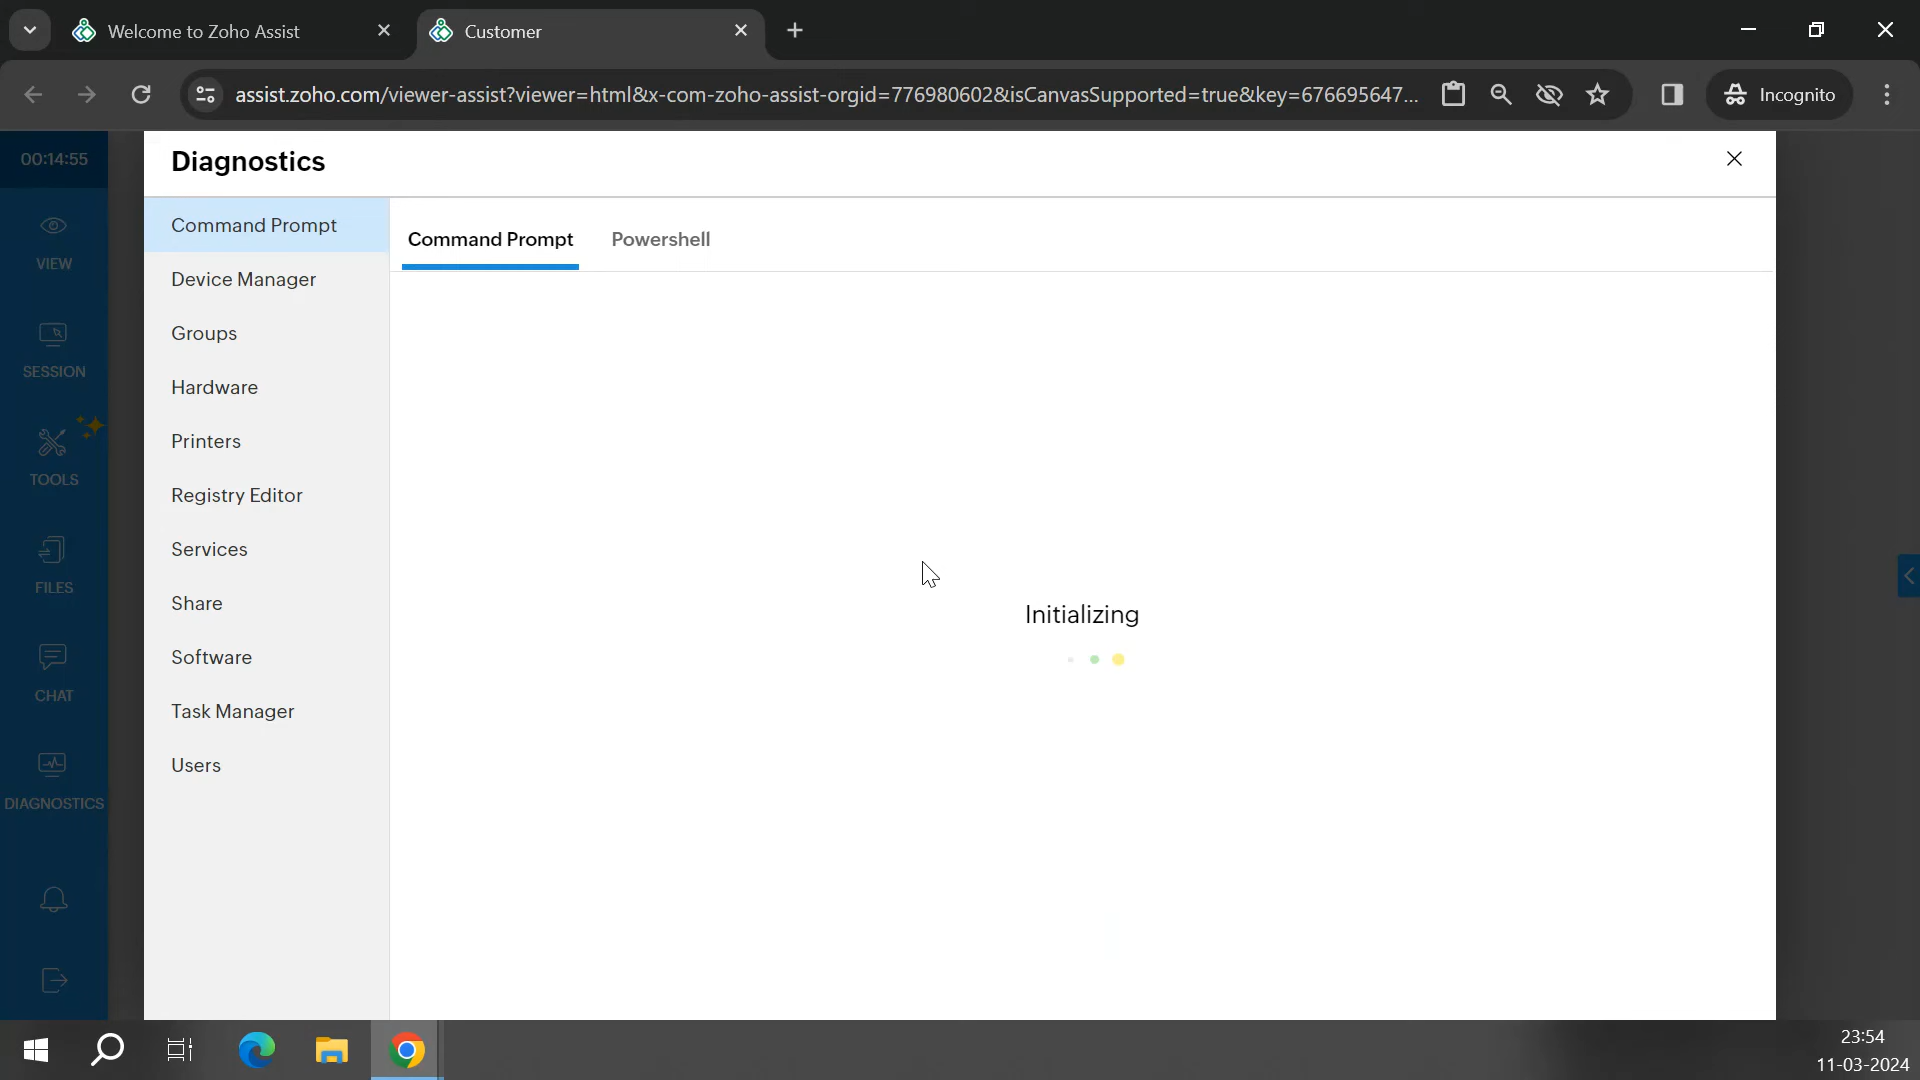 Welcome to Zoho Assist
Customer
assist.zoho.com/viewer-assist?viewer=html&x-com-zoho-assist-orgid=776980602&isCanvasSupported=true&key=676695647...
Incognito
00:14:55
VIEW
SESSION
TOOLS
FILES
CHAT
DIAGNOSTICS
Diagnostics
Command Prompt
Device Manager
Groups
Hardware
Printers
Registry Editor
Services
Share
Software
Task Manager
Users
Command Prompt
Powershell
Initializing
23:54
11-03-2024